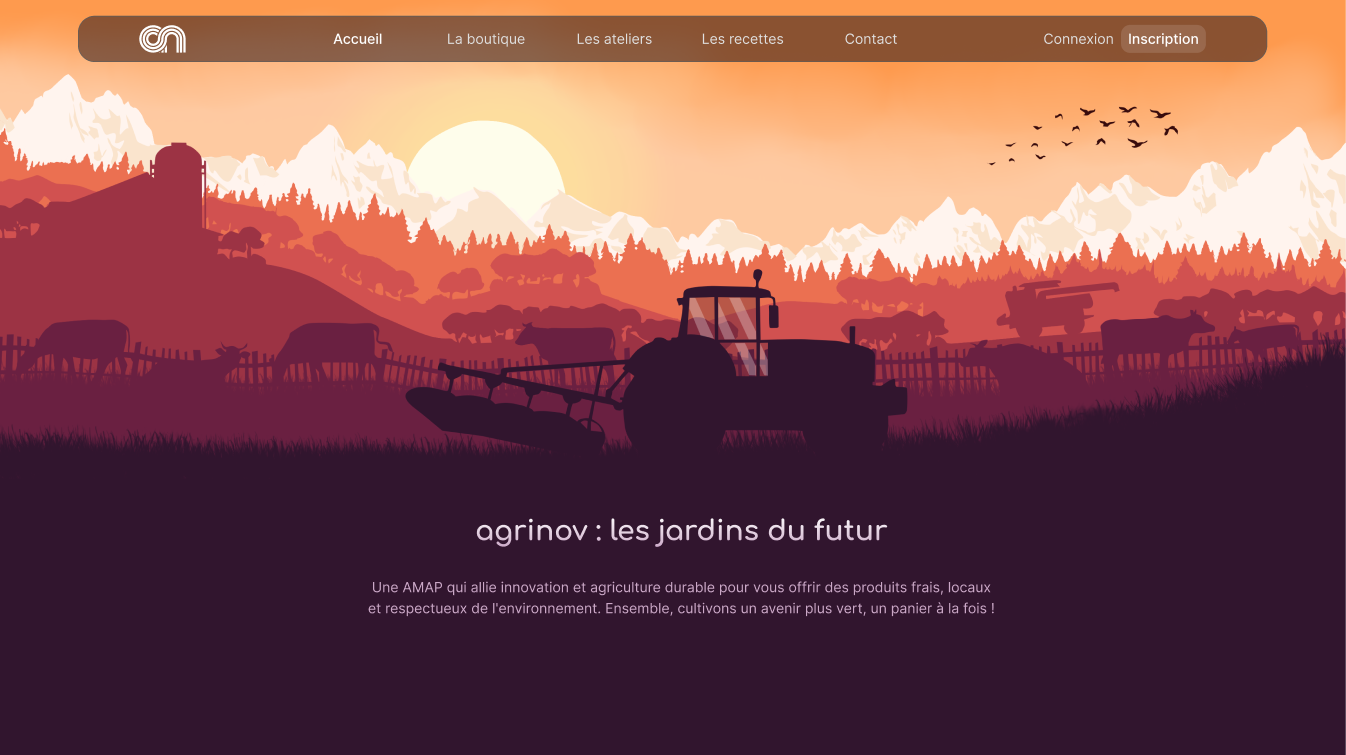 Accueil La boutique Les ateliers Les recettes Contact Connexion Inscription
agrinov : les jardins du futur
Une AMAP qui allie innovation et agriculture durable pour vous offrir des produits frais, locaux
et respectueux de l'environnement. Ensemble, cultivons un avenir plus vert, un panier à la fois !